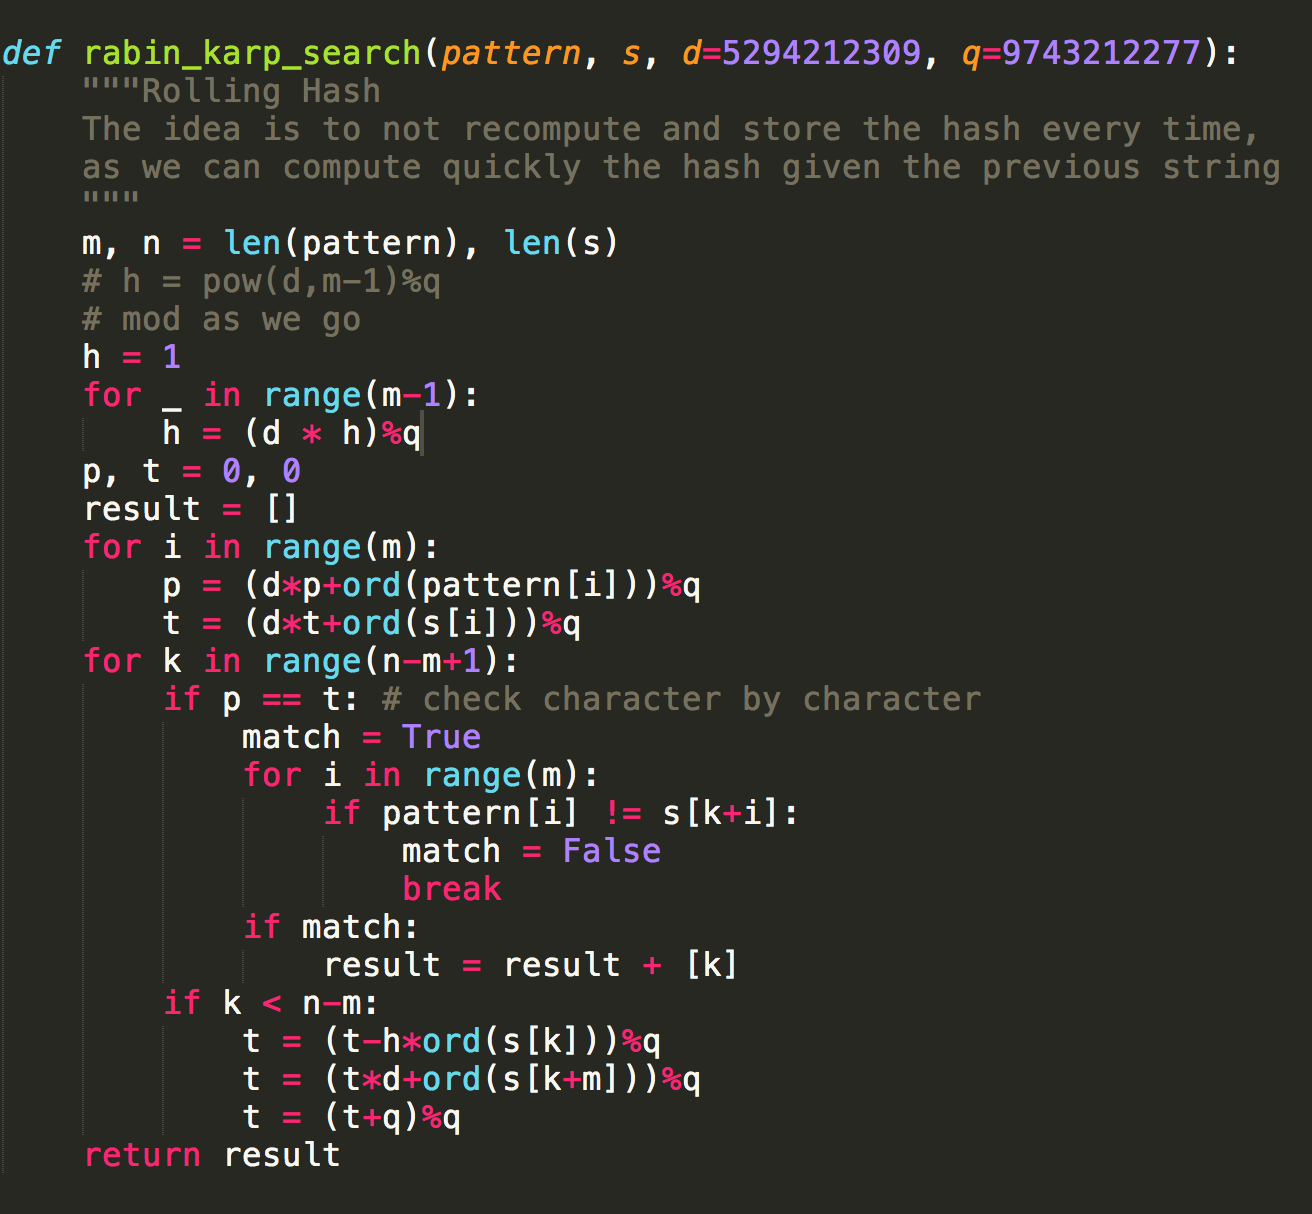 def rabin_karp_search(pattern, s, d=5294212309, q=9743212277):
    """Rolling Hash
    The idea is to not recompute and store the hash every time,
    as we can compute quickly the hash given the previous string
    """
    m, n = len(pattern), len(s)
    # h = pow(d,m-1)%q
    # mod as we go
    h = 1
    for _ in range(m-1):
        h = (d * h)%q
    p, t = 0, 0
    result = []
    for i in range(m):
        p = (d*p+ord(pattern[i]))%q
        t = (d*t+ord(s[i]))%q
    for k in range(n-m+1):
        if p == t: # check character by character
            match = True
            for i in range(m):
                if pattern[i] != s[k+i]:
                    match = False
                    break
            if match:
                result = result + [k]
        if k < n-m:
            t = (t-h*ord(s[k]))%q
            t = (t*d+ord(s[k+m]))%q
            t = (t+q)%q
    return result